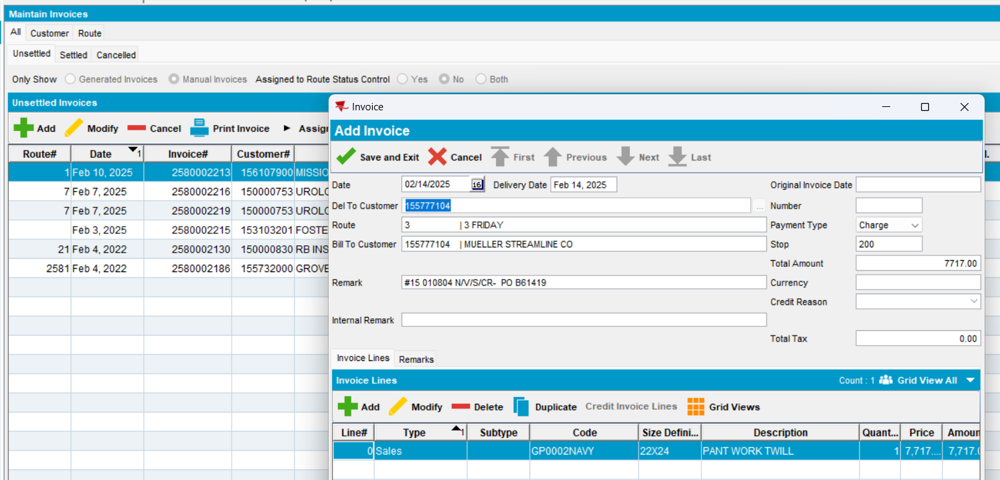 Maintain Invoices
All Customer Route
Unsettled Settled Cancelled
Only Show Generated Invoices Manual Invoices Assigned to Route Status Control Yes No Both
Unsettled Invoices
Add Modify Cancel Print Invoice Assign
Route# Date 1 Invoice# Customer#
1 Feb 10, 2025 2580002213 156107900 MISSIO
7 Feb 7, 2025 2580002216 150000753 UROLO
7 Feb 7, 2025 2580002219 150000753 UROLO
Feb 3, 2025 2580002215 153103201 FOSTE
21 Feb 4, 2022 2580002130 150000830 RB INS
2581 Feb 4, 2022 2580002186 155732000 GROVE
Invoice
Add Invoice
Save and Exit Cancel First Previous Next Last
Date 02/14/2025 16 Delivery Date Feb 14, 2025 Original Invoice Date
Del To Customer 155777104 ... Number
Route 3 | 3 FRIDAY Payment Type Charge
Bill To Customer 155777104 | MUELLER STREAMLINE CO Stop 200
Total Amount 7717.00
Remark #15 010804 N/V/S/CR- PO B61419 Currency
Credit Reason
Internal Remark
Total Tax 0.00
Invoice Lines Remarks
Invoice Lines Count : 1 Grid View All
Add Modify Delete Duplicate Credit Invoice Lines Grid Views
Line# Type 1 Subtype Code Size Defini... Description Quant... Price Amoun
0 Sales GP0002NAVY 22X24 PANT WORK TWILL 1 7,717.... 7,717.0